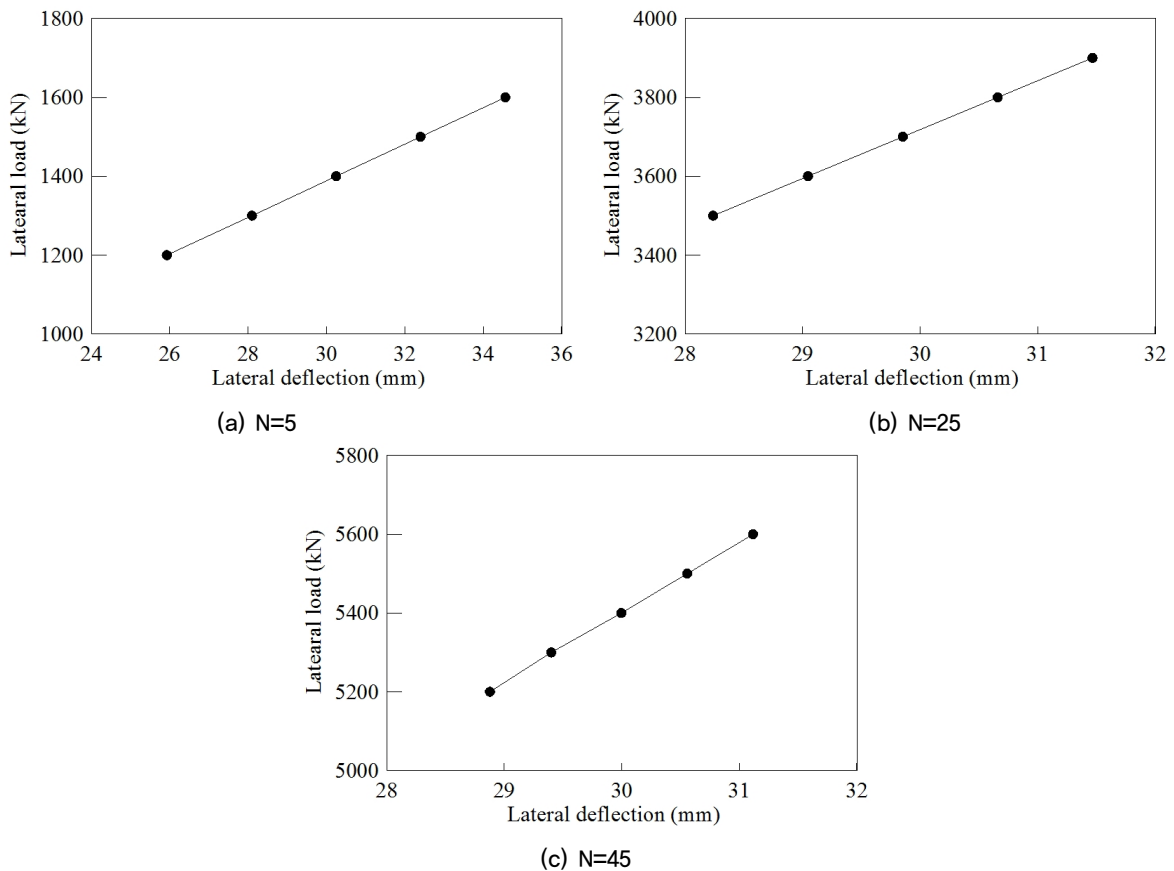 1800
1600
1400
1200
1000
Latearal load (kN)
24 26 28 30 32 34 36
Lateral deflection (mm)
(a) N=5
4000
3800
3600
3400
3200
Latearal load (kN)
28 29 30 31 32
Lateral deflection (mm)
(b) N=25
5800
5600
5400
5200
5000
Latearal load (kN)
28 29 30 31 32
Lateral deflection (mm)
(c) N=45